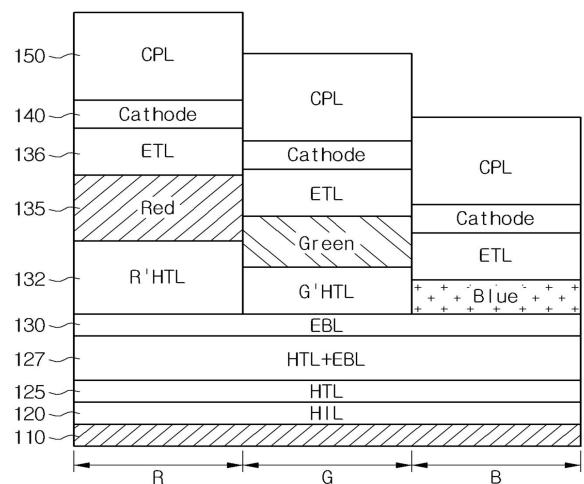 150 CPL
CPL
140 Cathode
Cathode
CPL
136 ETL
ETL
Cathode
135 Red
Green
ETL
132 R'HTL
G'HTL
Blue
130 EBL
127 HTL+EBL
125 HTL
120 HIL
110
R G B